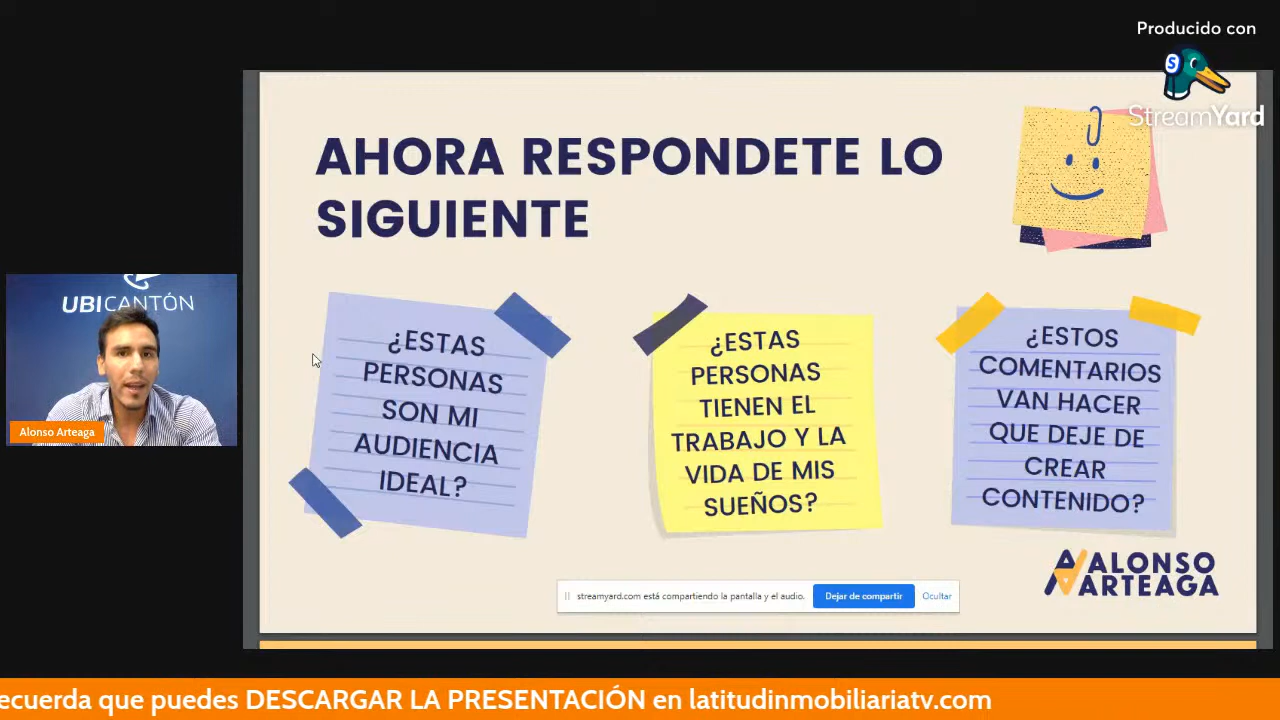 Producido con
StreamYard
AHORA RESPONDETE LO
SIGUIENTE
UBICANTÓN
Alonso Arteaga
¿ESTAS
PERSONAS
SON MI
AUDIENCIA
IDEAL?
¿ESTAS
PERSONAS
TIENEN EL
TRABAJO Y LA
VIDA DE MIS
SUEÑOS?
¿ESTOS
COMENTARIOS
VAN HACER
QUE DEJE DE
CREAR
CONTENIDO?
ALONSO
ARTEAGA
streamyard.com está compartiendo la pantalla y el audio.
Dejar de compartir
Ocultar
ecuerda que puedes DESCARGAR LA PRESENTACIÓN en latitudinmobiliariatv.com